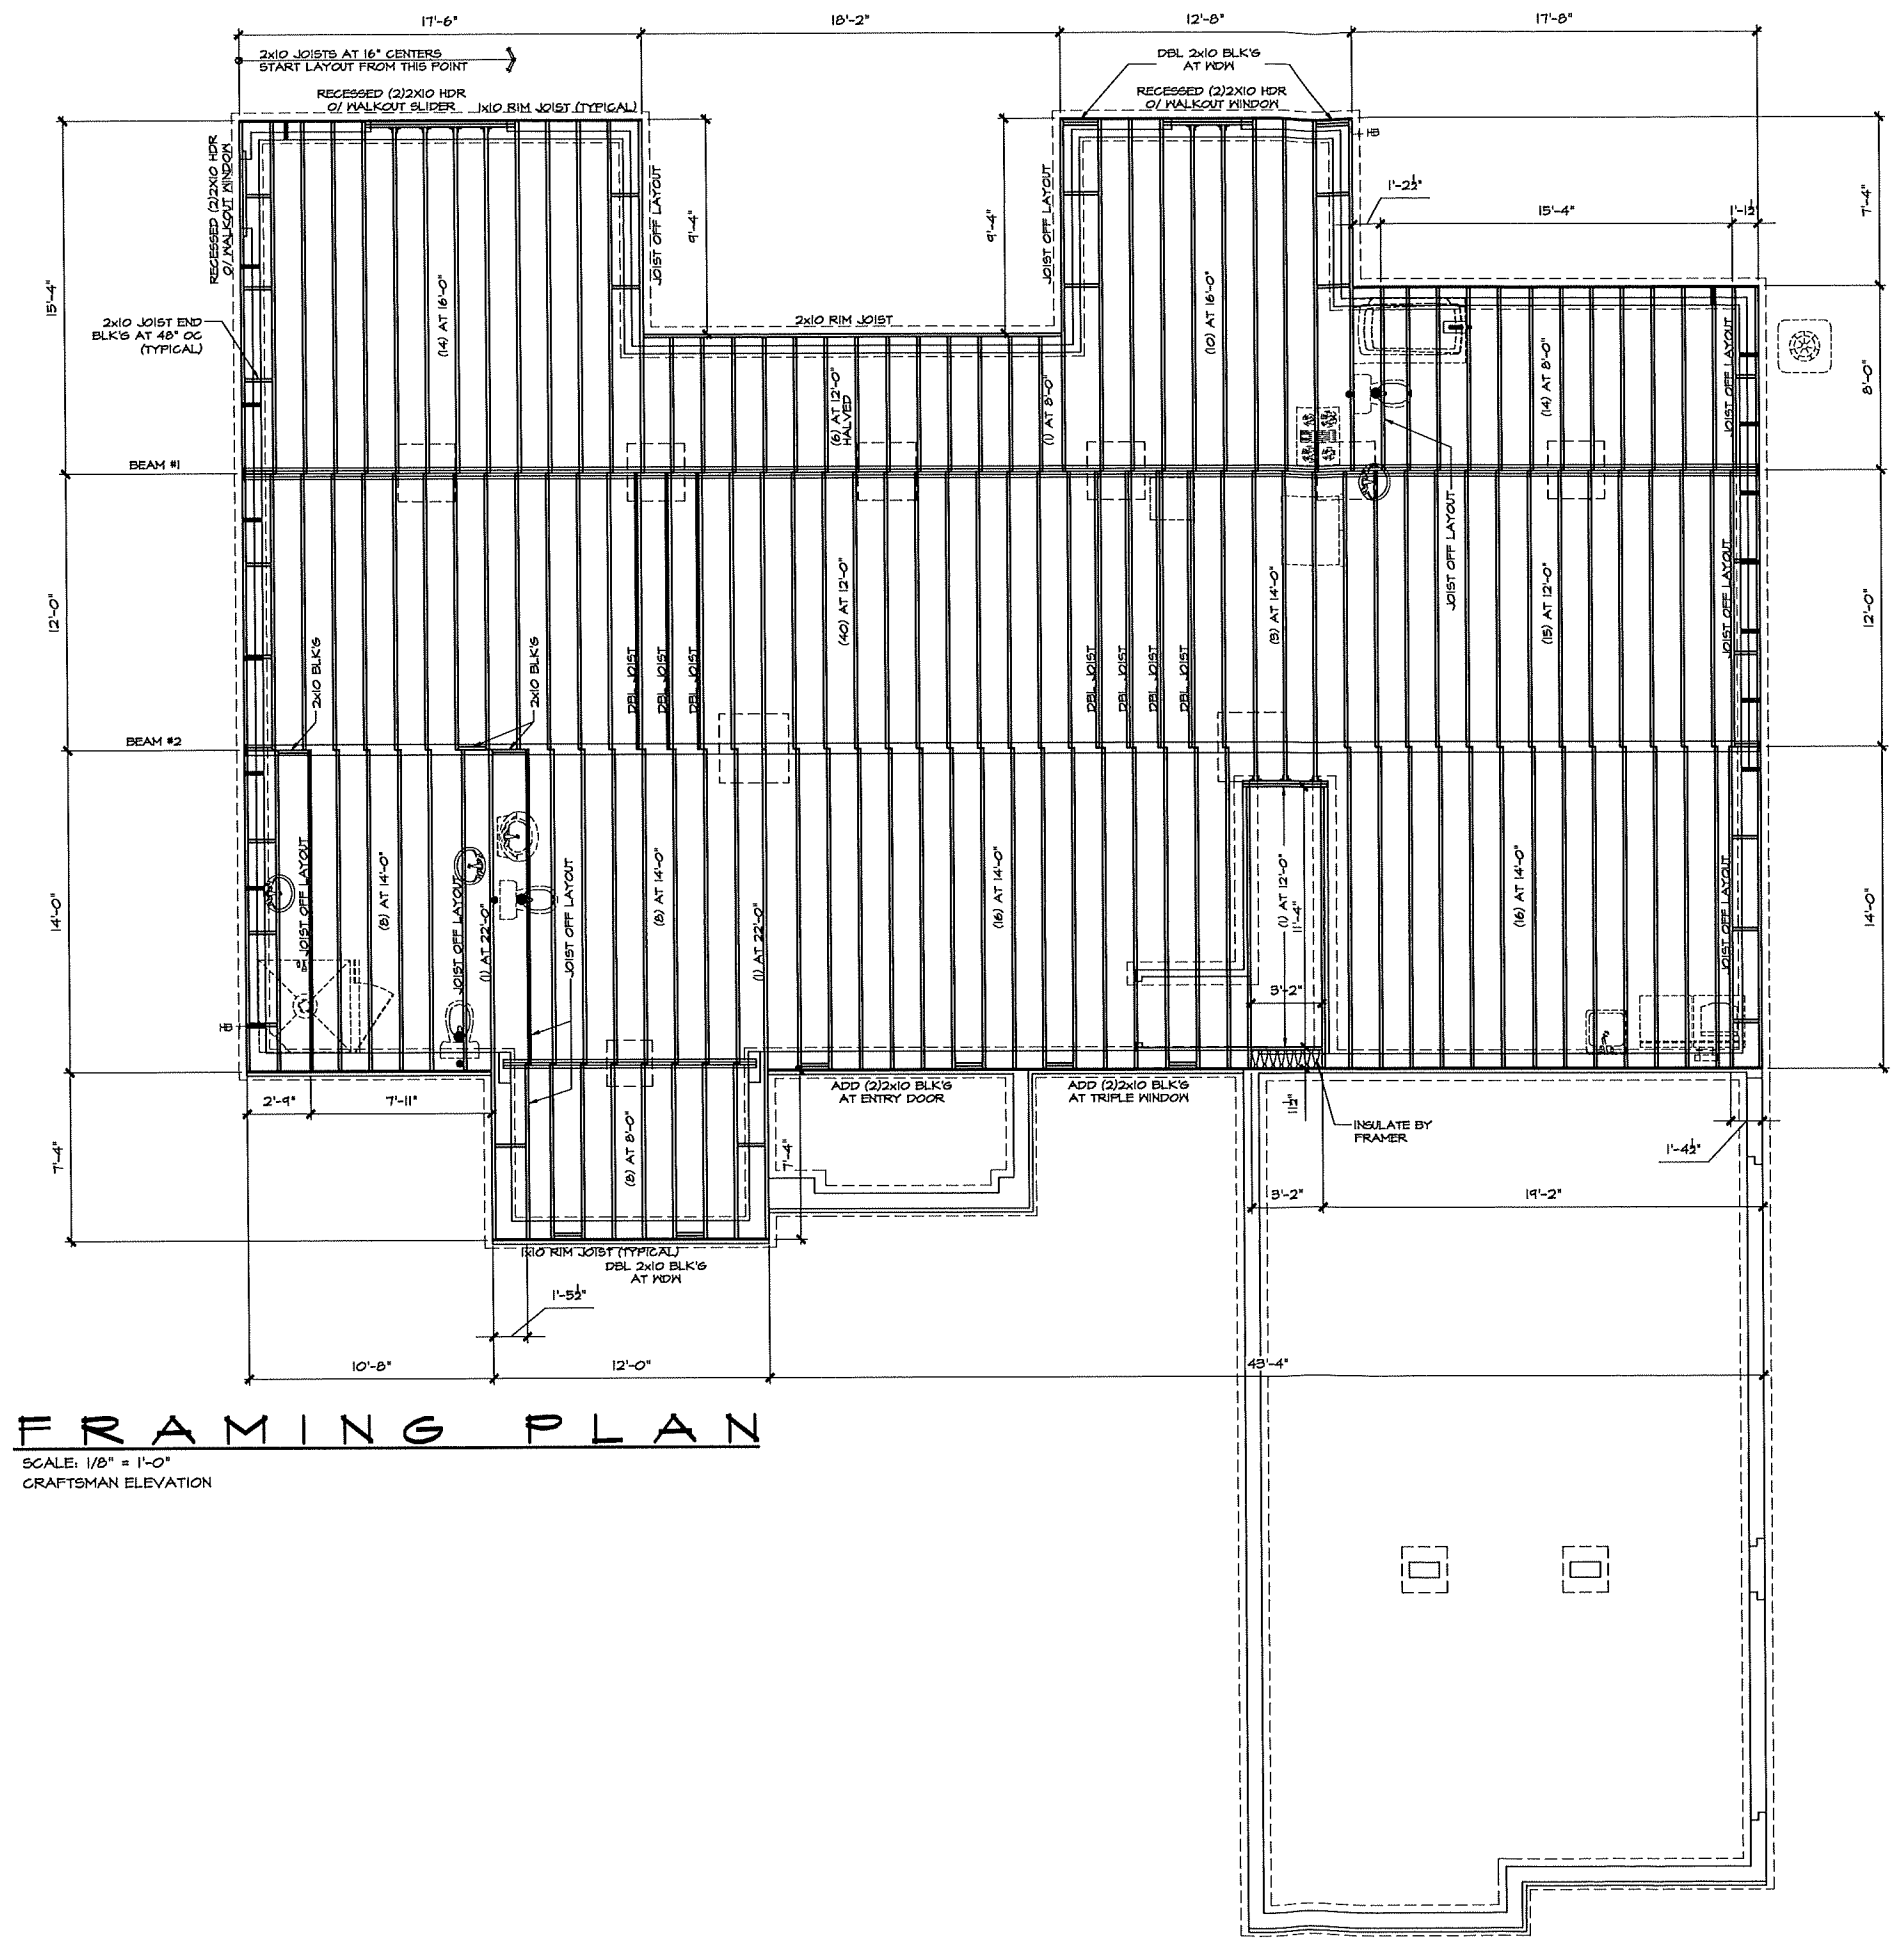 17'-6"
18'-2"
12'-8"
17'-8"
2x10 JOISTS AT 16" CENTERS
START LAYOUT FROM THIS POINT
DBL 2x10 BLK'G
AT WDW
RECESSED (2)2X10 HDR
O/ WALKOUT SLIDER
1X10 RIM JOIST (TYPICAL)
RECESSED (2)2X10 HDR
O/ WALKOUT WINDOW
HB
RECESSED (2)2X10 HDR
O/ WALKOUT WINDOW
JOIST OFF LAYOUT
9'-4"
9'-4"
JOIST OFF LAYOUT
1'-2½"
15'-4"
1'-1½"
7'-4"
15'-4"
(14) AT 16'-0"
(10) AT 16'-0"
2X10 JOIST END
BLK'G AT 48" OC
(TYPICAL)
2X10 RIM JOIST
(6) AT 12'-0"
HALVED
(1) AT 8'-0"
(14) AT 8'-0"
JOIST OFF LAYOUT
8'-0"
BEAM #1
JOIST OFF LAYOUT
12'-0"
2X10 BLK'G
2X10 BLK'G
DBL JOIST
DBL JOIST
DBL JOIST
(40) AT 12'-0"
DBL JOIST
DBL JOIST
DBL JOIST
DBL JOIST
(3) AT 14'-0"
(15) AT 12'-0"
JOIST OFF LAYOUT
12'-0"
BEAM #2
14'-0"
JOIST OFF LAYOUT
(8) AT 14'-0"
JOIST OFF LAYOUT
(1) AT 22'-0"
JOIST OFF LAYOUT
(8) AT 14'-0"
(1) AT 22'-0"
(16) AT 14'-0"
(1) AT 12'-0"
11'-4"
3'-2"
(16) AT 14'-0"
JOIST OFF LAYOUT
14'-0"
HB
2'-9"
7'-11"
ADD (2)2x10 BLK'G
AT ENTRY DOOR
ADD (2)2x10 BLK'G
AT TRIPLE WINDOW
11½"
INSULATE BY
FRAMER
1'-4½"
7'-4"
(8) AT 8'-0"
7'-4"
3'-2"
19'-2"
1X10 RIM JOIST (TYPICAL)
DBL 2x10 BLK'G
AT WDW
1'-5½"
10'-8"
12'-0"
43'-4"
FRAMING PLAN
SCALE: 1/8" = 1'-0"
CRAFTSMAN ELEVATION